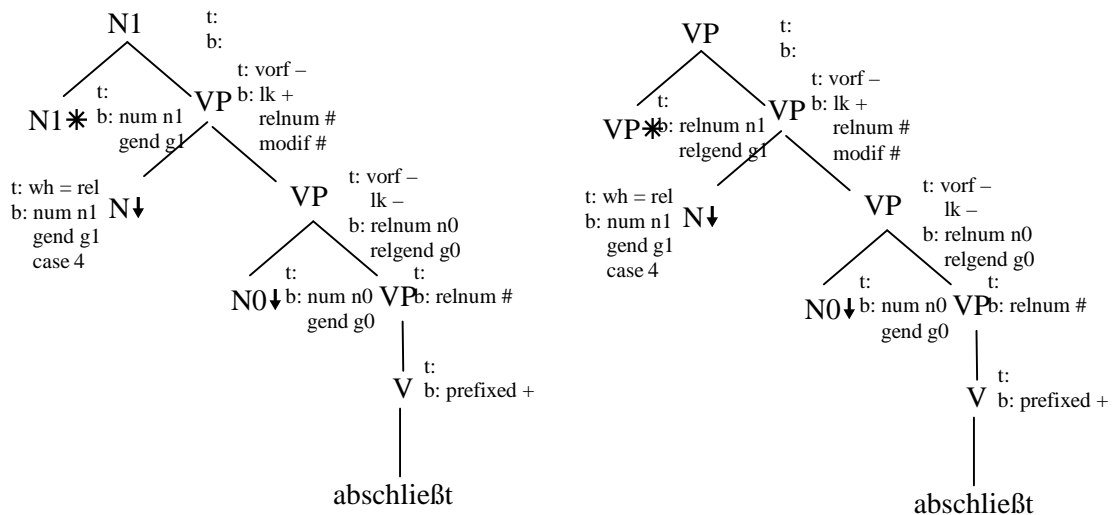 N1
t:
b:
N1*
t:
b: num n1
gend g1
VP
t: vorf –
b: lk +
relnum #
modif #
t: wh = rel
b: num n1
gend g1
case 4
N↓
VP
t: vorf –
lk –
b: relnum n0
relgend g0
N0↓
t:
b: num n0
gend g0
VP
t:
b: relnum #
V
t:
b: prefixed +
abschließt
VP
t:
b:
VP*
t:
b: relnum n1
relgend g1
VP
t: vorf –
b: lk +
relnum #
modif #
t: wh = rel
b: num n1
gend g1
case 4
N↓
VP
t: vorf –
lk –
b: relnum n0
relgend g0
N0↓
t:
b: num n0
gend g0
VP
t:
b: relnum #
V
t:
b: prefixed +
abschließt